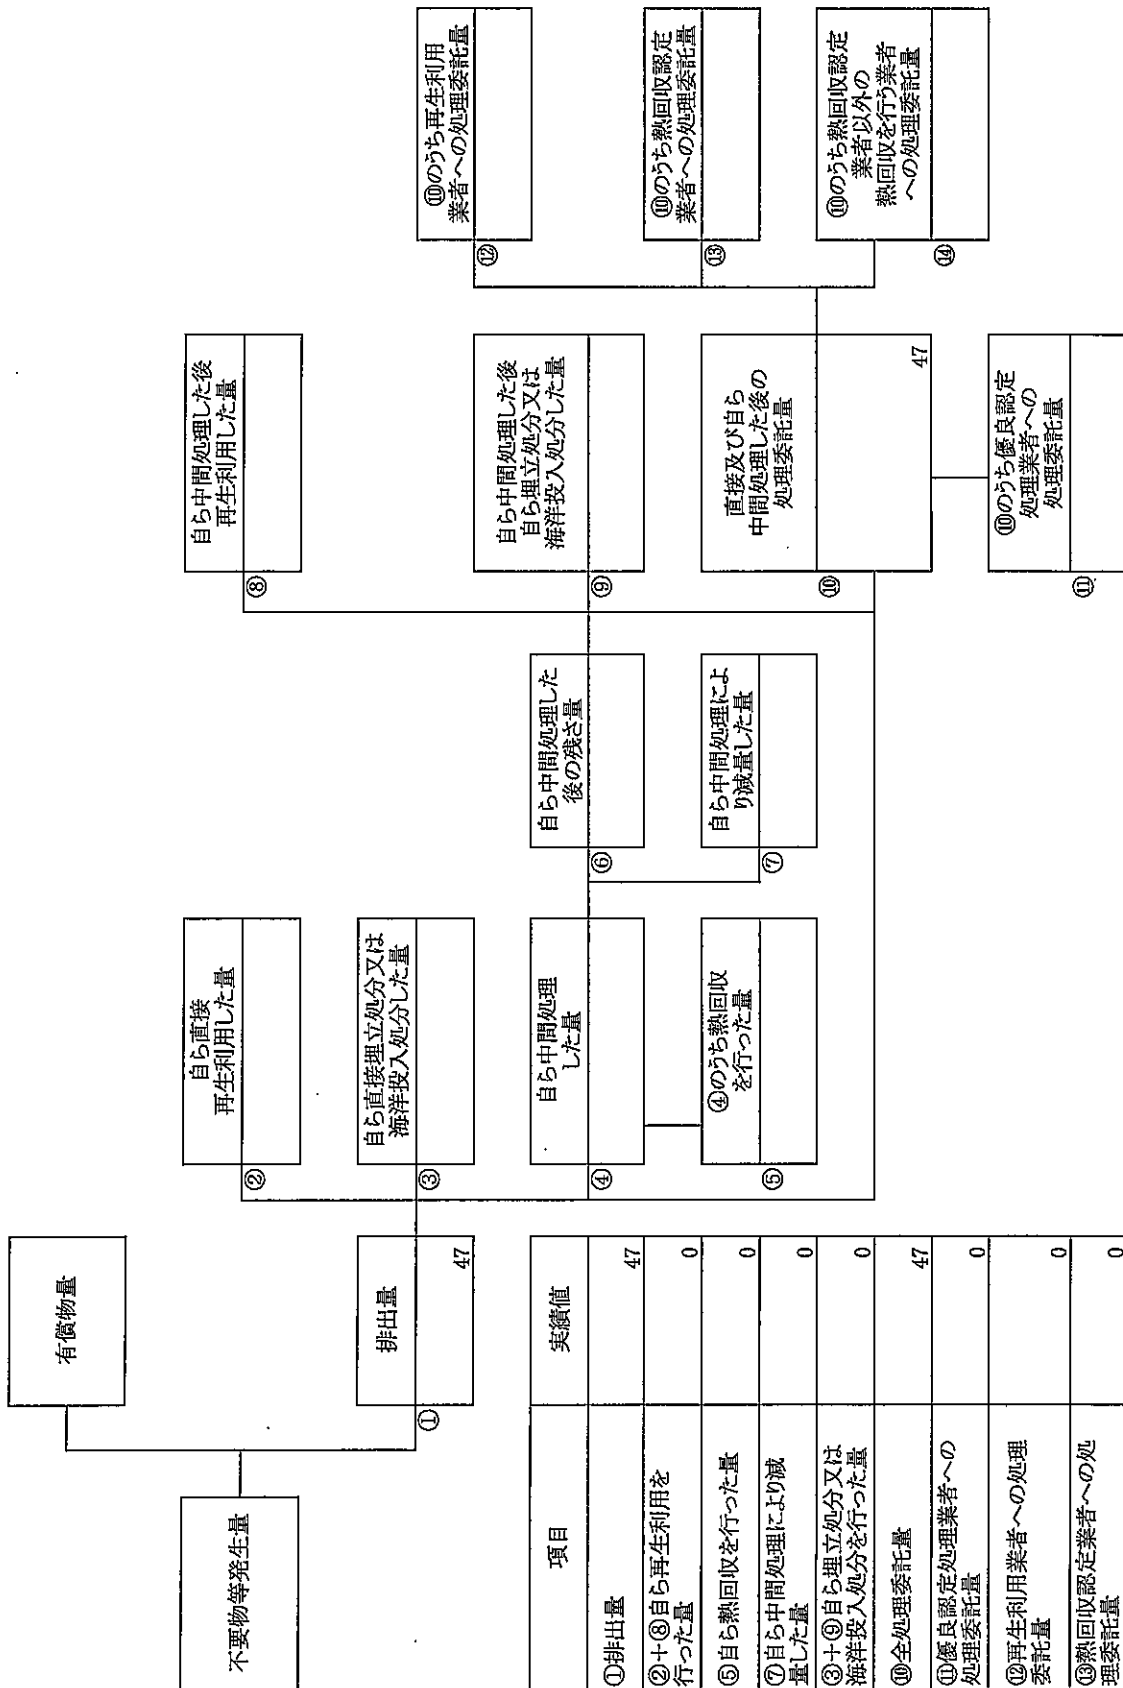 不要物等発生量
有償物量
①
排出量
47
②
自ら直接
再生利用した量
③
自ら直接埋立処分又は
海洋投入処分した量
④
自ら中間処理
した量
⑤
④のうち熱回収
を行った量
⑥
自ら中間処理した
後の残さ量
⑦
自ら中間処理によ
り減量した量
⑧
自ら中間処理した後
再生利用した量
⑨
自ら中間処理した後
自ら埋立処分又は
海洋投入処分した量
⑩
直接及び自ら
中間処理した後の
処理委託量
47
⑪
⑩のうち優良認定
処理業者への
処理委託量
⑫
⑩のうち再生利用
業者への処理委託量
⑬
⑩のうち熱回収認定
業者への処理委託量
⑭
⑩のうち熱回収認定
業者以外の
熱回収を行う業者
への処理委託量
項目 実績値
①排出量 47
②+⑧自ら再生利用を
行った量 0
⑤自ら熱回収を行った量 0
⑦自ら中間処理により減
量した量 0
③+⑨自ら埋立処分又は
海洋投入処分を行った量 0
⑩全処理委託量 47
⑪優良認定処理業者への
処理委託量 0
⑫再生利用業者への処理
委託量 0
⑬熱回収認定業者への処
理委託量 0